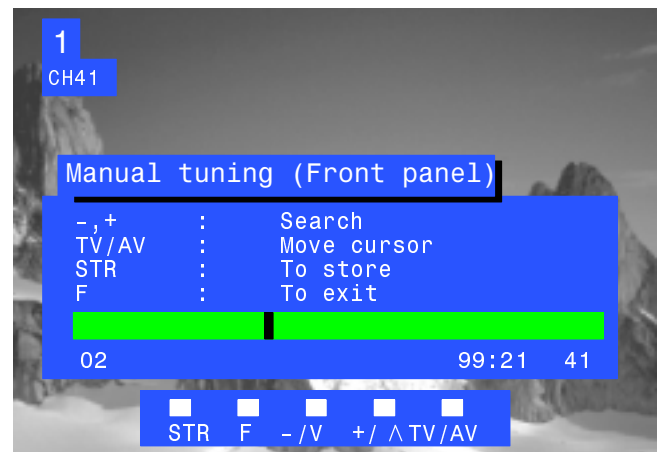 1
CH41
Manual tuning (Front panel)
-,+ : Search
TV/AV : Move cursor
STR : To store
F : To exit
02 99:21 41
STR F -/V +/Λ TV/AV